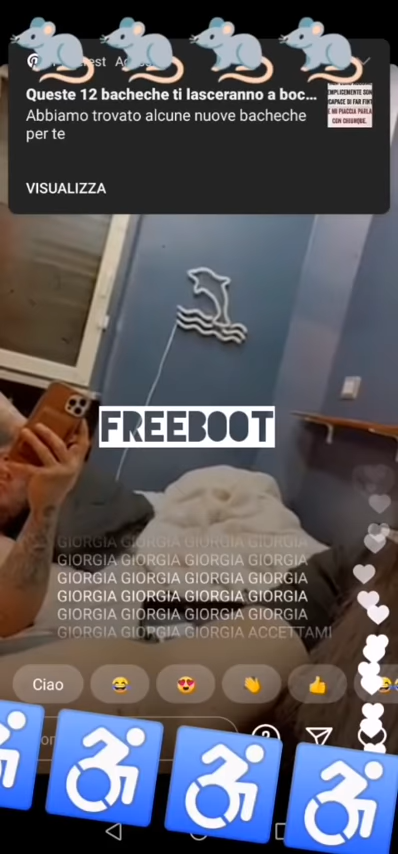 Queste 12 bacheche ti lasceranno a boc...
Abbiamo trovato alcune nuove bacheche
per te
VISUALIZZA
FREEBOOT
GIORGIA GIORGIA GIORGIA GIORGIA
GIORGIA GIORGIA GIORGIA GIORGIA
GIORGIA GIORGIA GIORGIA GIORGIA
GIORGIA GIORGIA GIORGIA GIORGIA
GIORGIA GIORGIA GIORGIA GIORGIA
GIORGIA GIORGIA GIORGIA ACCETTAMI
Ciao